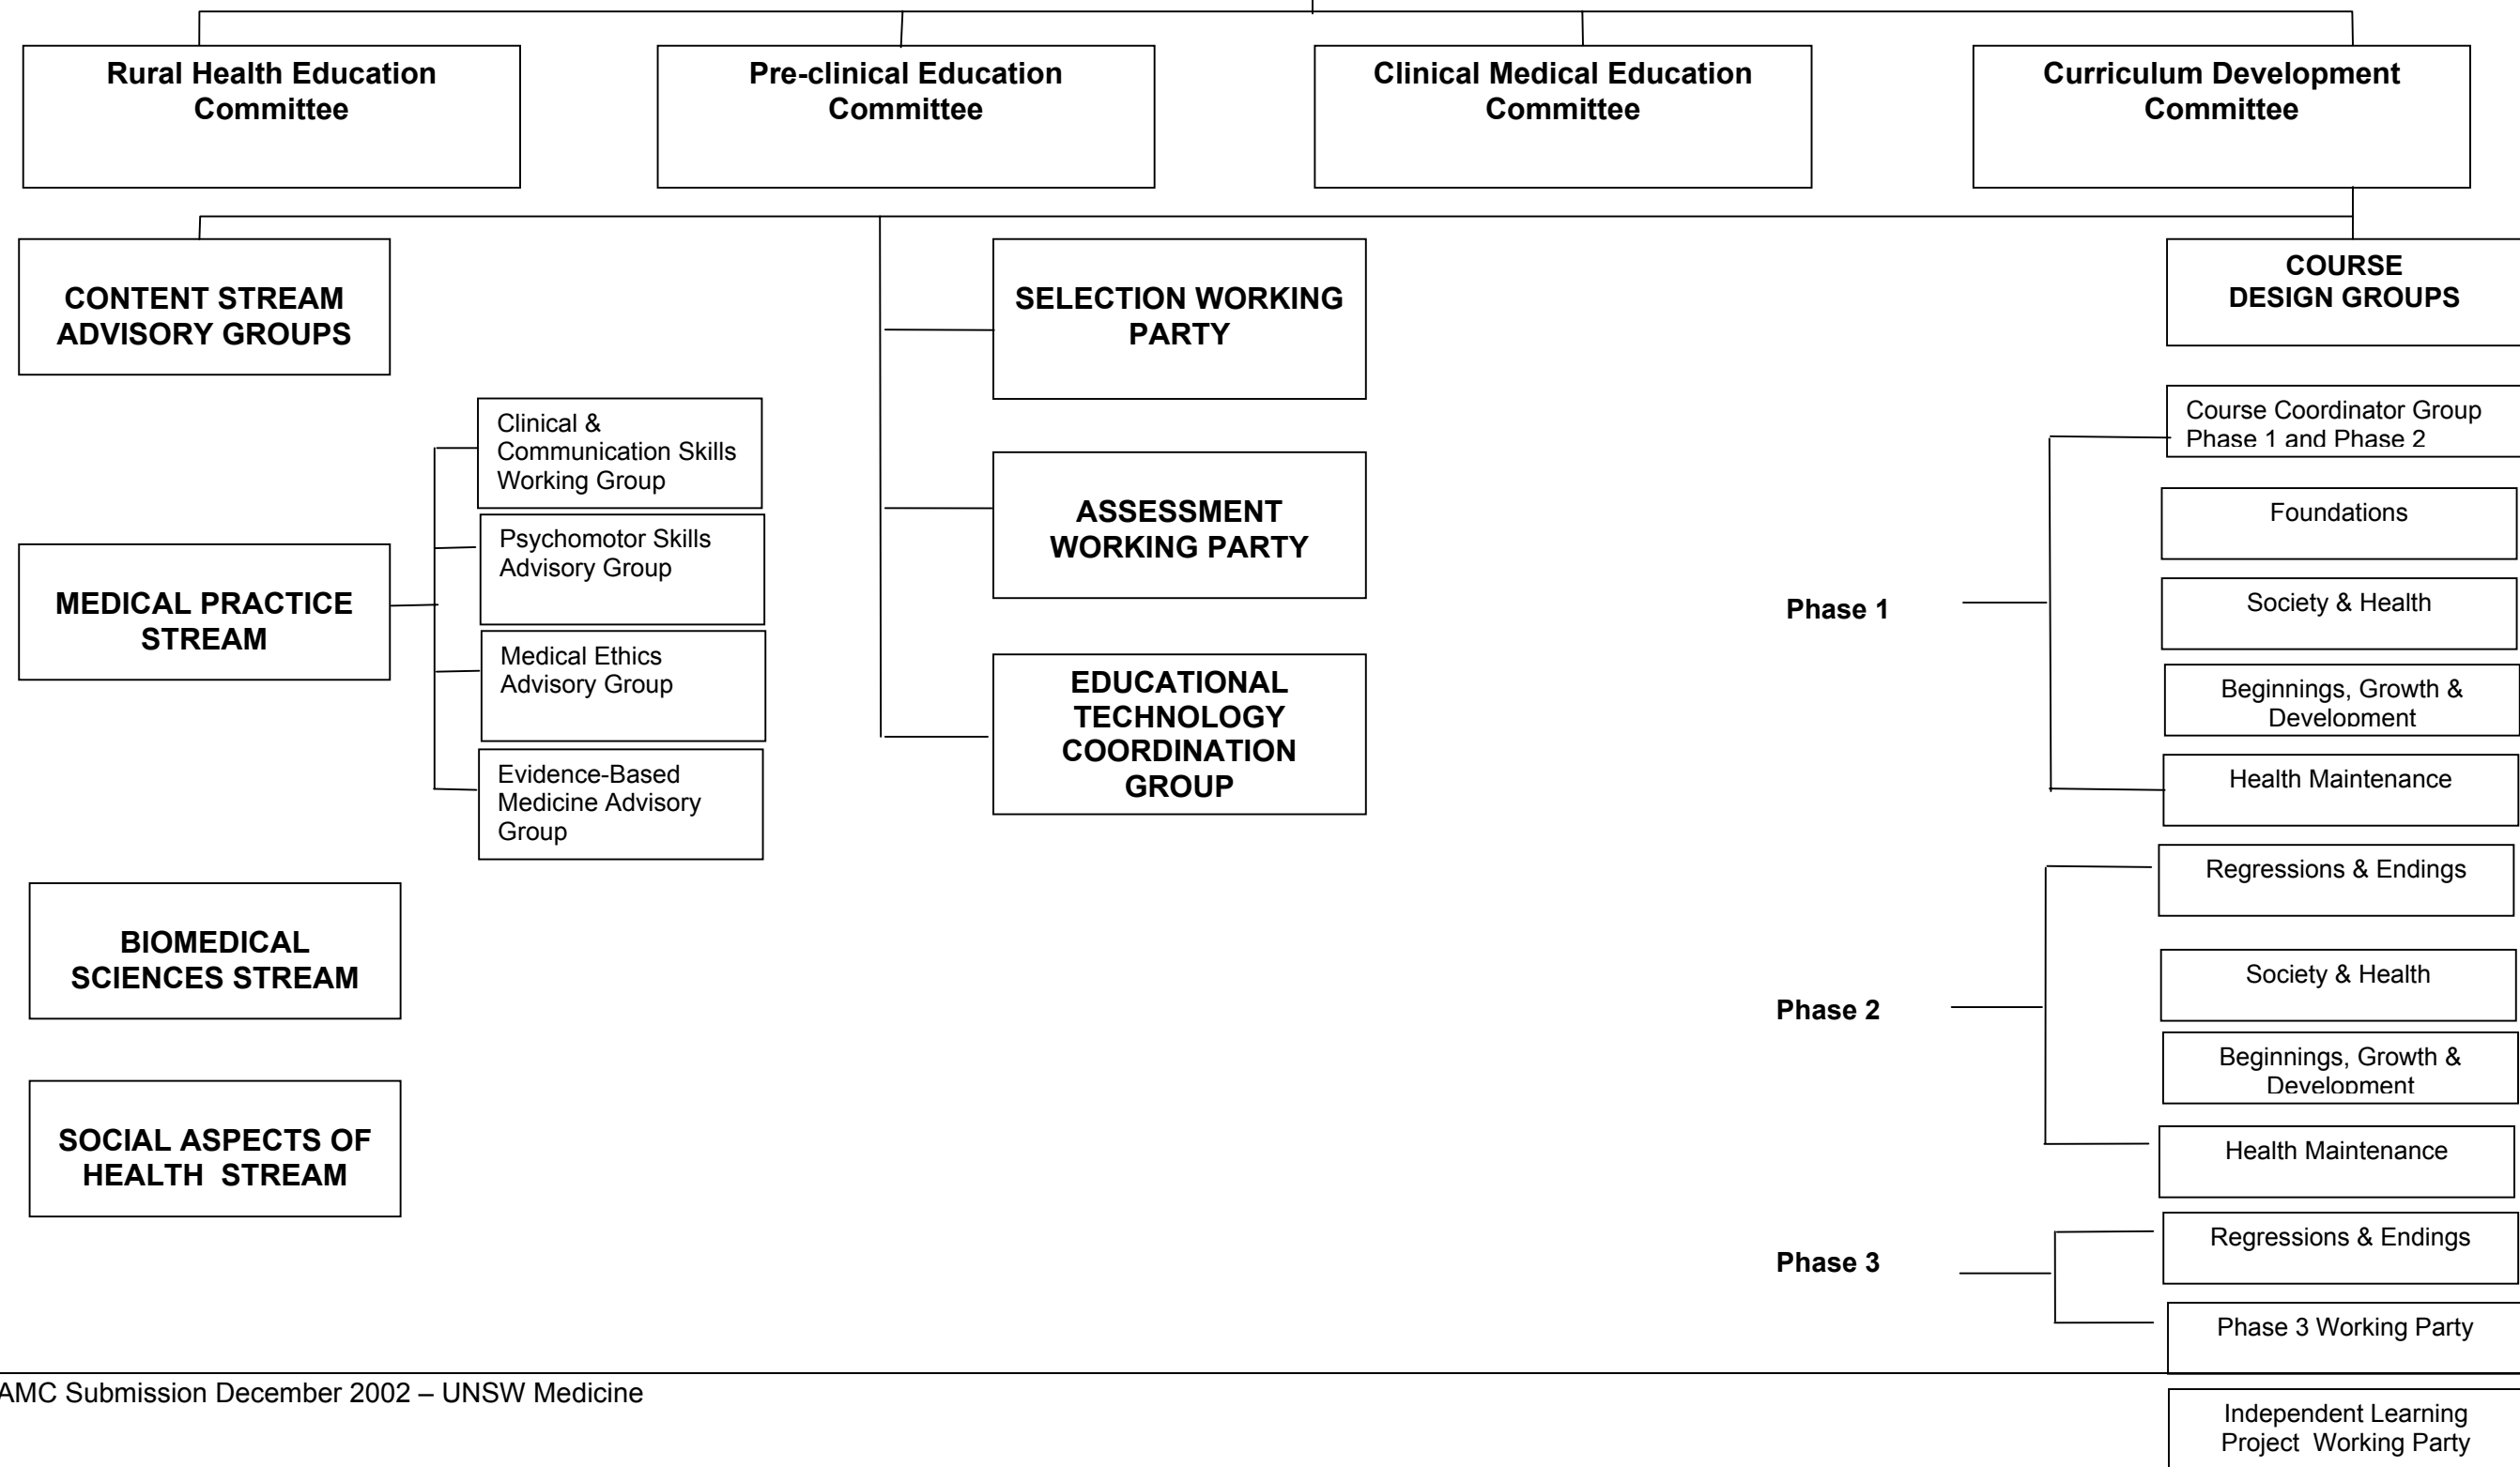 Rural Health Education
Committee
Pre-clinical Education
Committee
Clinical Medical Education
Committee
Curriculum Development
Committee
CONTENT STREAM
ADVISORY GROUPS
SELECTION WORKING
PARTY
COURSE
DESIGN GROUPS
Clinical &
Communication Skills
Working Group
Psychomotor Skills
Advisory Group
Medical Ethics
Advisory Group
Evidence-Based
Medicine Advisory
Group
MEDICAL PRACTICE
STREAM
ASSESSMENT
WORKING PARTY
EDUCATIONAL
TECHNOLOGY
COORDINATION
GROUP
BIOMEDICAL
SCIENCES STREAM
SOCIAL ASPECTS OF
HEALTH STREAM
Phase 1
Course Coordinator Group
Phase 1 and Phase 2
Foundations
Society & Health
Beginnings, Growth &
Development
Health Maintenance
Phase 2
Regressions & Endings
Society & Health
Beginnings, Growth &
Development
Health Maintenance
Phase 3
Regressions & Endings
Phase 3 Working Party
Independent Learning
Project Working Party
AMC Submission December 2002 – UNSW Medicine